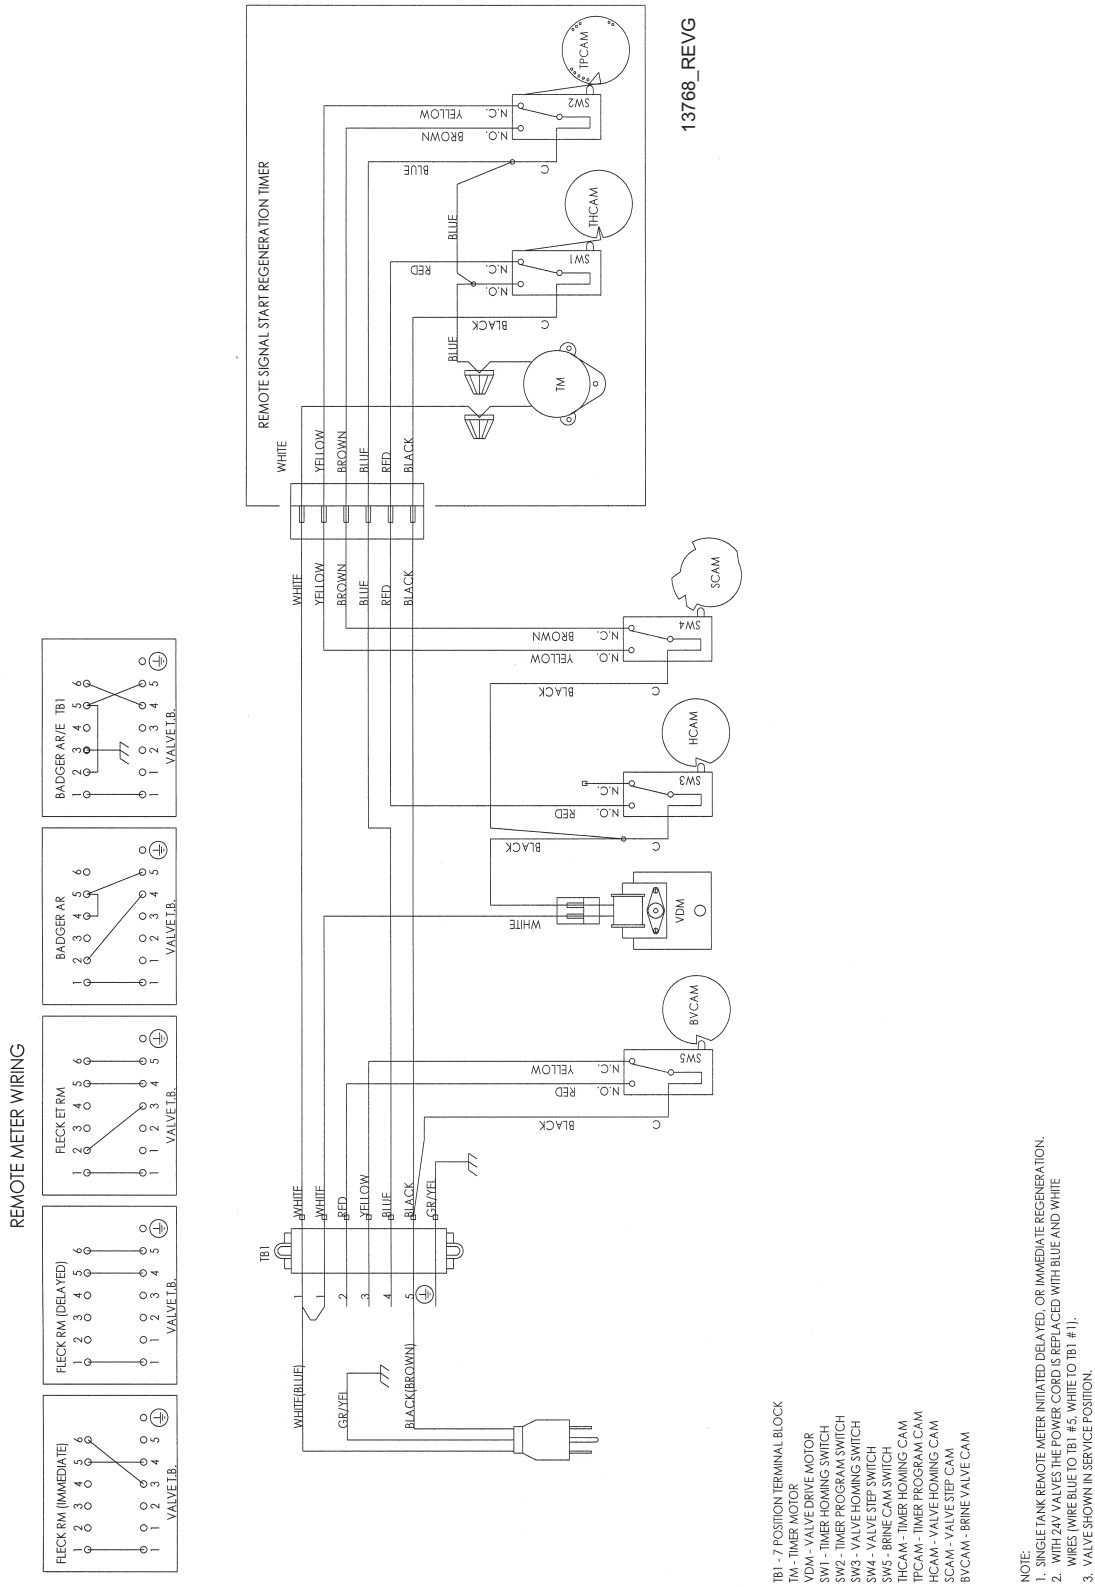 REMOTE METER WIRING
FLECK RM (IMMEDIATE)
1 2 3 4 5 6
1 1 2 3 4 5
VALVE T.B.
FLECK RM (DELAYED)
1 2 3 4 5 6
1 1 2 3 4 5
VALVE T.B.
FLECK ET RM
1 2 3 4 5 6
1 1 2 3 4 5
VALVE T.B.
BADGER AR
1 2 3 4 5 6
1 1 2 3 4 5
VALVE T.B.
BADGER AR/E TB1
1 2 3 4 5 6
1 1 2 3 4 5
VALVE T.B.
WHITE(BLUE)
GR/YEL
BLACK(BROWN)
TB1
1
1
2
3
4
5
WHITE
WHITE
RED
YELLOW
BLUE
BLACK
GR/YEL
BLACK
RED
YELLOW
C
N.O.
N.C.
SW5
BVCAM
WHITE
BLACK
VDM
C
RED
N.O.
N.C.
SW3
HCAM
BLACK
YELLOW
BROWN
C
N.O.
N.C.
SW4
SCAM
WHITE
YELLOW
BROWN
BLUE
RED
BLACK
REMOTE SIGNAL START REGENERATION TIMER
WHITE
YELLOW
BROWN
BLUE
RED
BLACK
BLUE
TM
BLACK
RED
C
N.O.
N.C.
SW1
THCAM
BLUE
BLUE
BROWN
YELLOW
C
N.O.
N.C.
SW2
TPCAM
13768_REVG
TB1 - 7 POSITION TERMINAL BLOCK
TM - TIMER MOTOR
VDM - VALVE DRIVE MOTOR
SW1 - TIMER HOMING SWITCH
SW2 - TIMER PROGRAM SWITCH
SW3 - VALVE HOMING SWITCH
SW4 - VALVE STEP SWITCH
SW5 - BRINE CAM SWITCH
THCAM - TIMER HOMING CAM
TPCAM - TIMER PROGRAM CAM
HCAM - VALVE HOMING CAM
SCAM - VALVE STEP CAM
BVCAM - BRINE VALVE CAM
NOTE:
1. SINGLE TANK REMOTE METER INITIATED DELAYED, OR IMMEDIATE REGENERATION.
2. WITH 24V VALVES THE POWER CORD IS REPLACED WITH BLUE AND WHITE
WIRES (WIRE BLUE TO TB1 #5, WHITE TO TB1 #1).
3. VALVE SHOWN IN SERVICE POSITION.